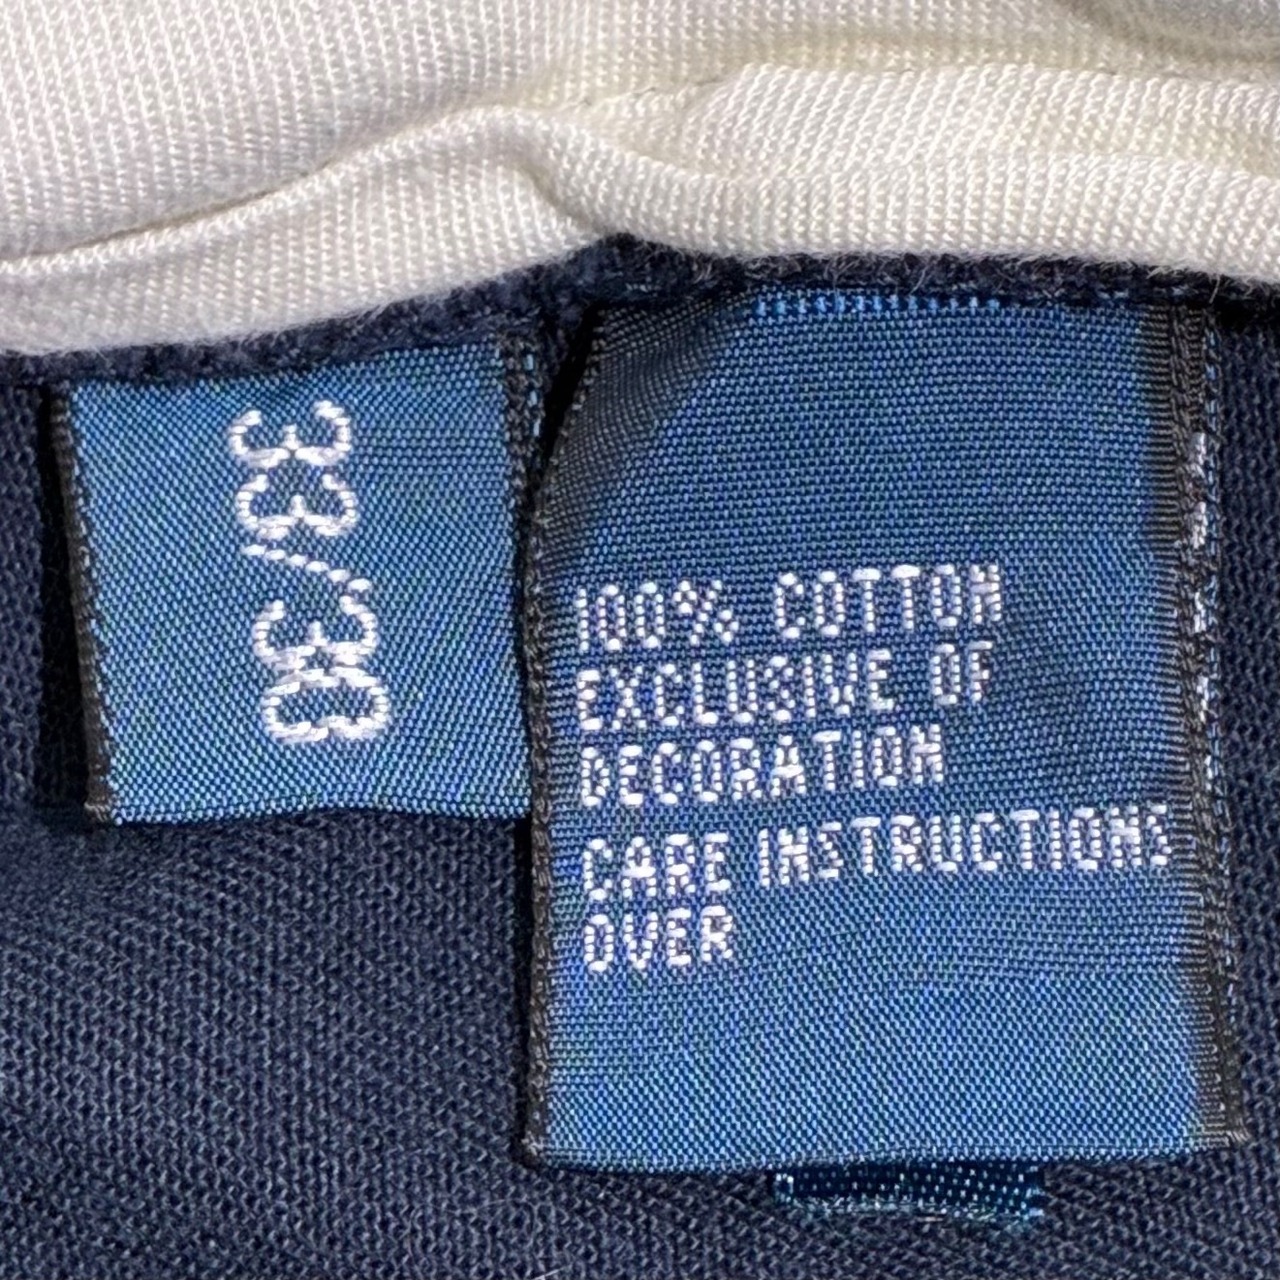 33/30
100% COTTON
EXCLUSIVE OF
DECORATION
CARE INSTRUCTIONS
OVER